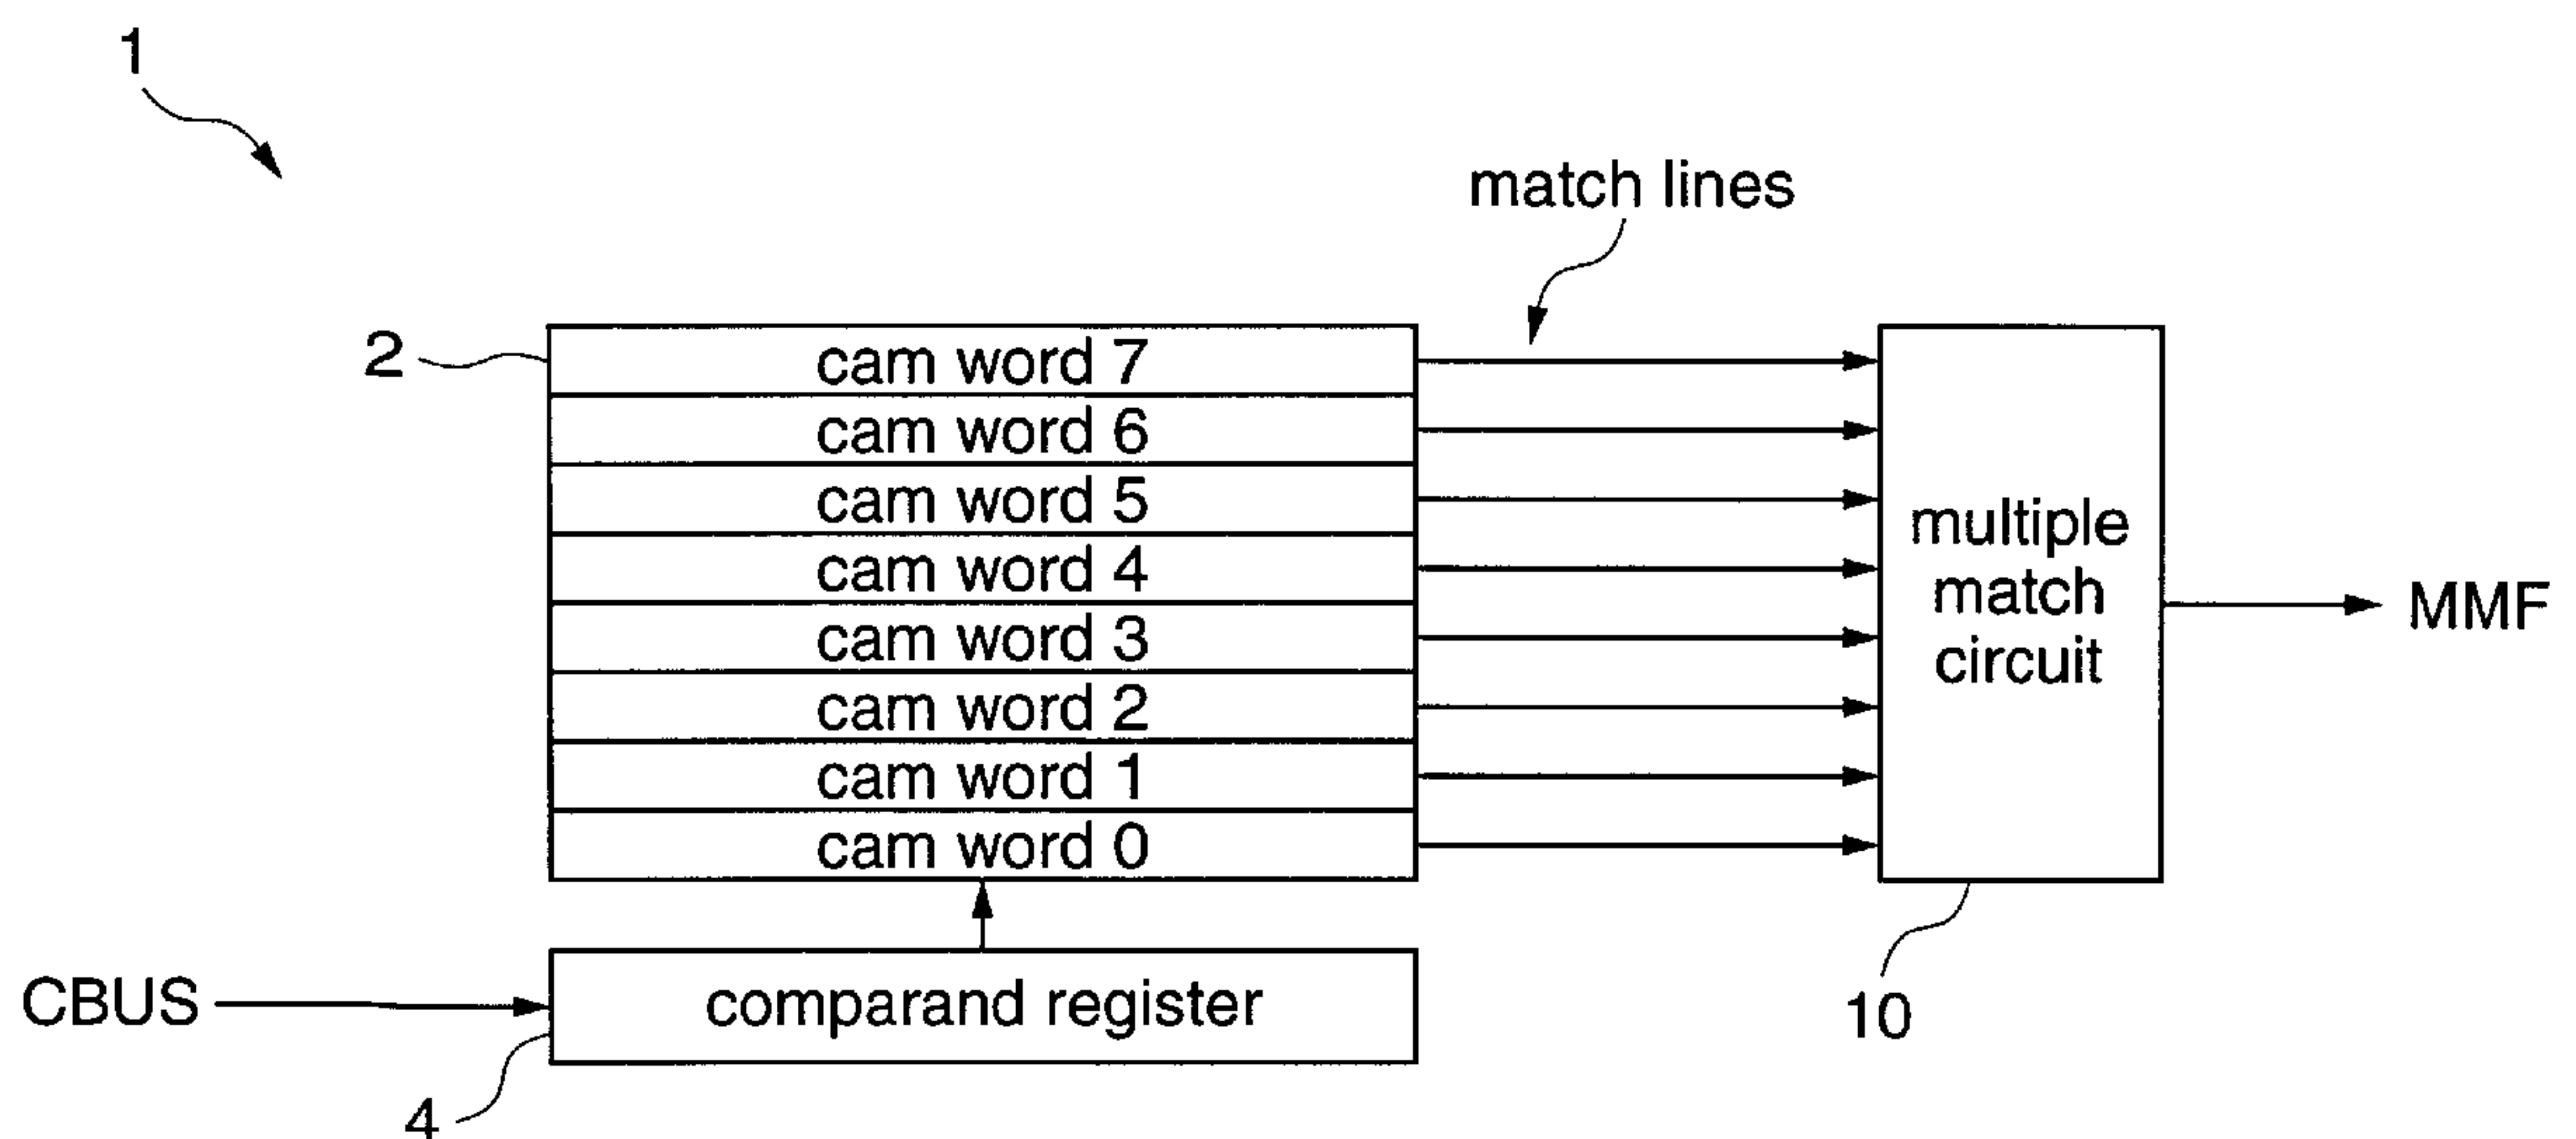 1
match lines
2
cam word 7
cam word 6
cam word 5
cam word 4
cam word 3
cam word 2
cam word 1
cam word 0
multiple
match
circuit
MMF
CBUS
comparand register
10
4